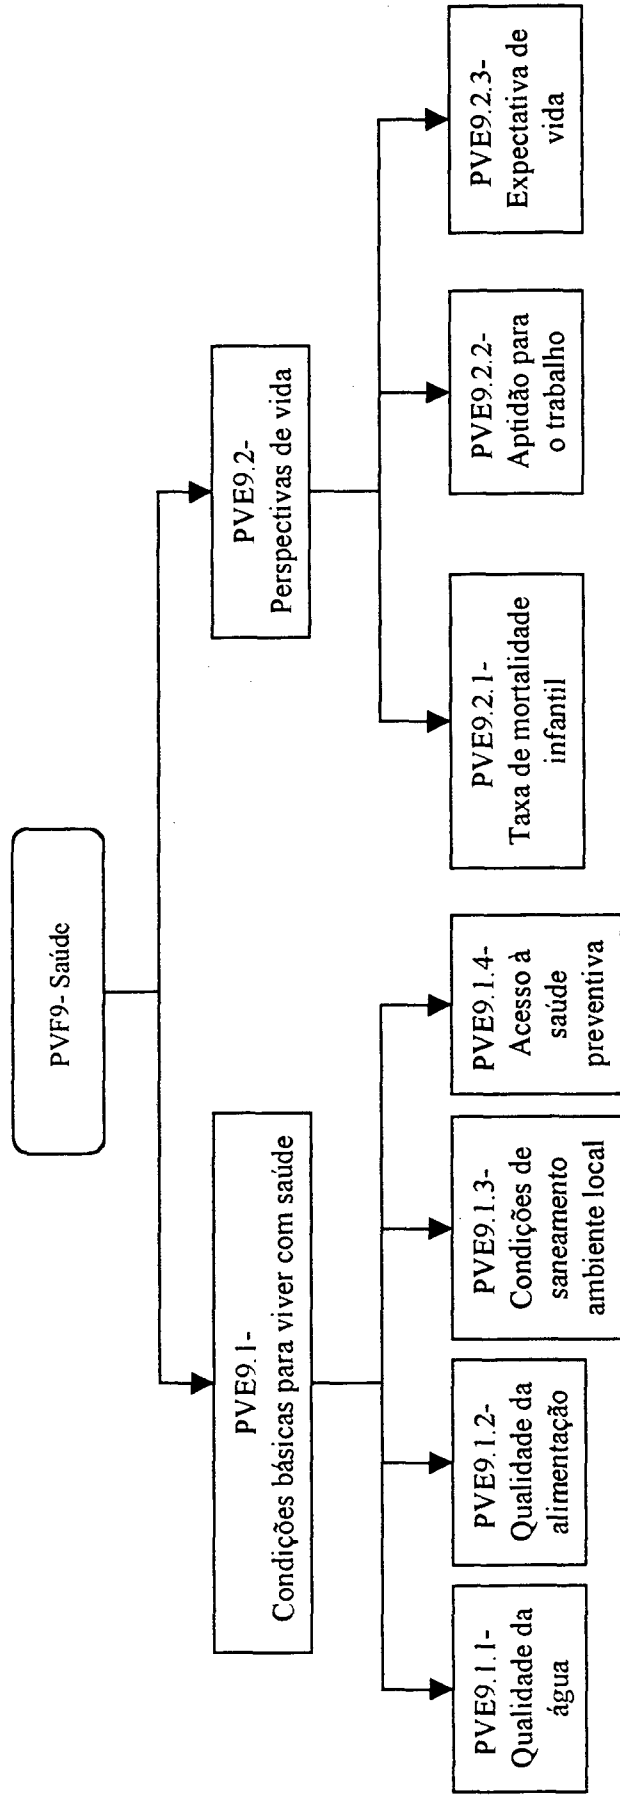 PVF9- Saúde
PVE9.1-
Condições básicas para viver com saúde
PVE9.2-
Perspectivas de vida
PVE9.1.1-
Qualidade da
água
PVE9.1.2-
Qualidade da
alimentação
PVE9.1.3-
Condições de
saneamento
ambiente local
PVE9.1.4-
Acesso à
saúde
preventiva
PVE9.2.1-
Taxa de mortalidade
infantil
PVE9.2.2-
Aptidão para
o trabalho
PVE9.2.3-
Expectativa de
vida